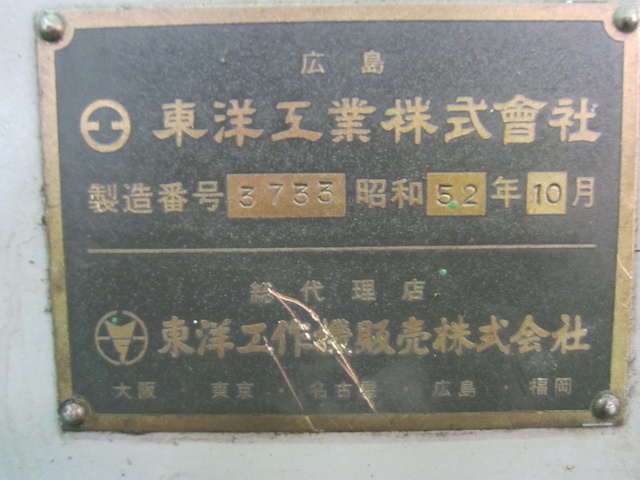 広島
東洋工業株式會社
製造番号 3733 昭和 52 年 10 月
総代理店
東洋工作機販売株式会社
大阪・東京・名古屋・広島・福岡